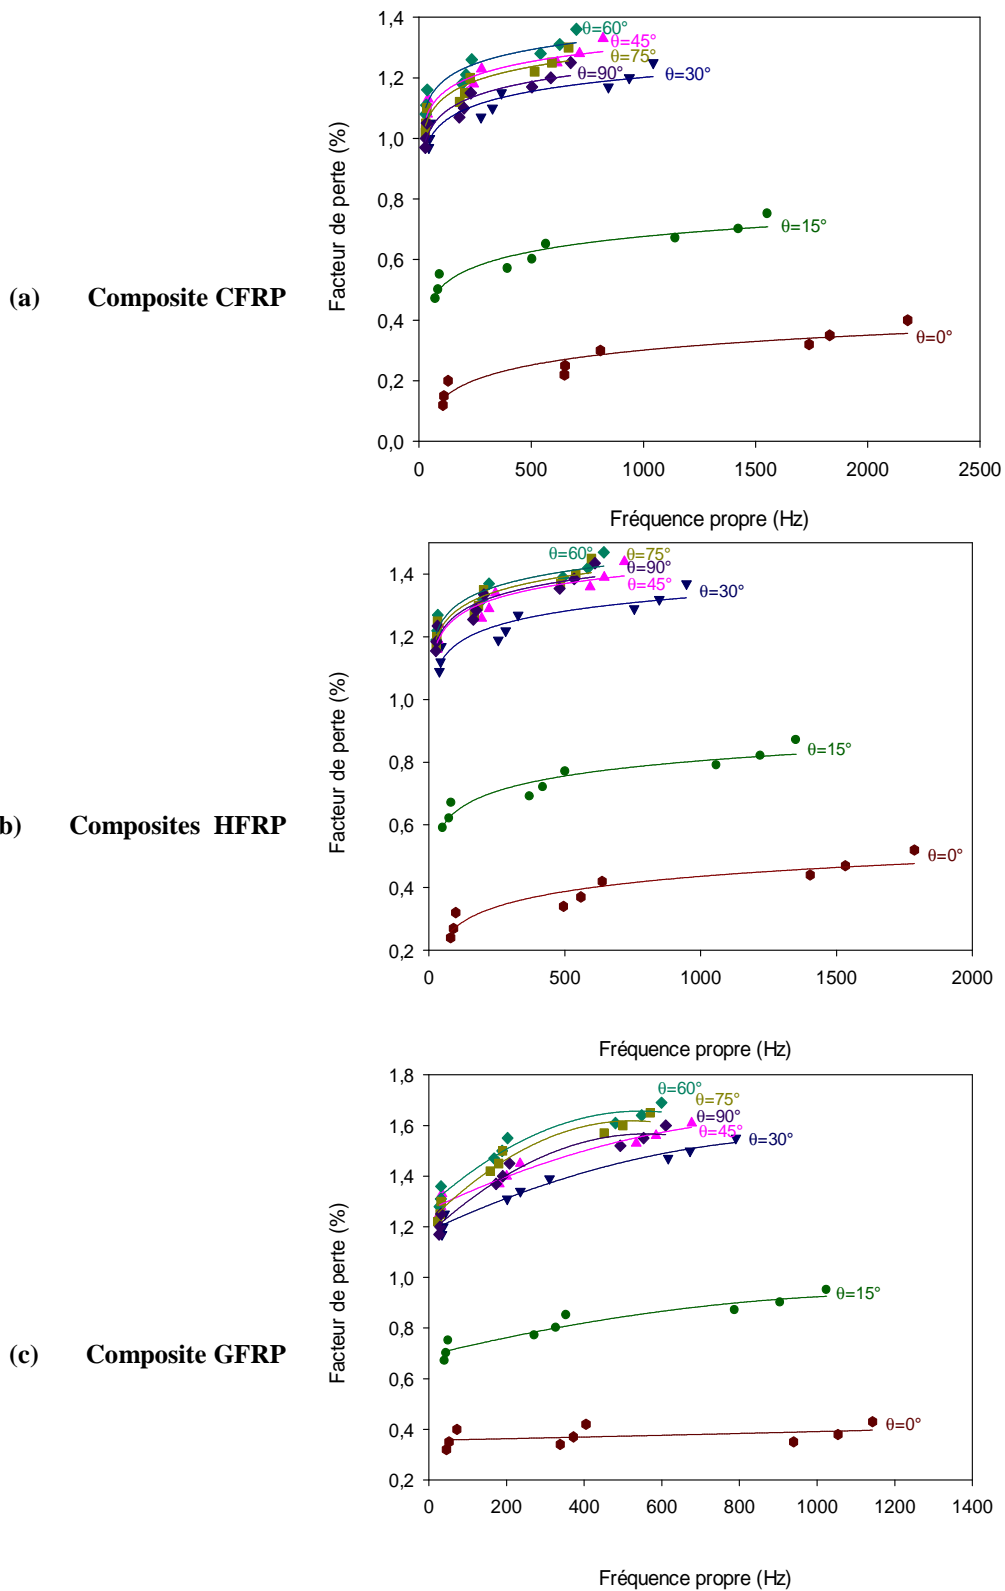 1,4
1,2
1,0
0,8
0,6
0,4
0,2
0,0
0 500 1000 1500 2000 2500
Facteur de perte (%)
Fréquence propre (Hz)
θ=60°
θ=45°
θ=75°
θ=90°
θ=30°
θ=15°
θ=0°
(a) Composite CFRP
1,4
1,2
1,0
0,8
0,6
0,4
0,2
0 500 1000 1500 2000
Facteur de perte (%)
Fréquence propre (Hz)
θ=60°
θ=75°
θ=90°
θ=45°
θ=30°
θ=15°
θ=0°
b) Composites HFRP
1,8
1,6
1,4
1,2
1,0
0,8
0,6
0,4
0,2
0 200 400 600 800 1000 1200 1400
Facteur de perte (%)
Fréquence propre (Hz)
θ=60°
θ=75°
θ=90°
θ=45°
θ=30°
θ=15°
θ=0°
(c) Composite GFRP